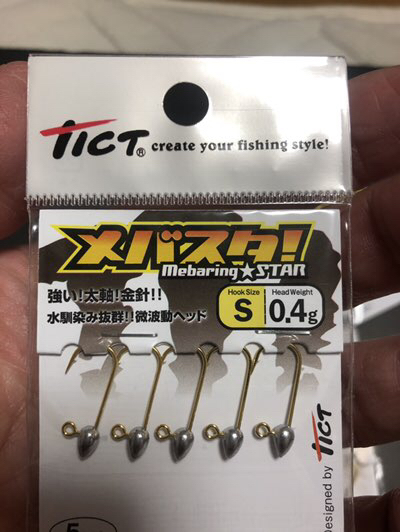 TICT® create your fishing style!
メバスタ!
Mebaring★STAR
強い!太軸!金針!!
水馴染み抜群!!微波動ヘッド
Hook Size
S
Head Weight
0.4g
designed by TICT
5